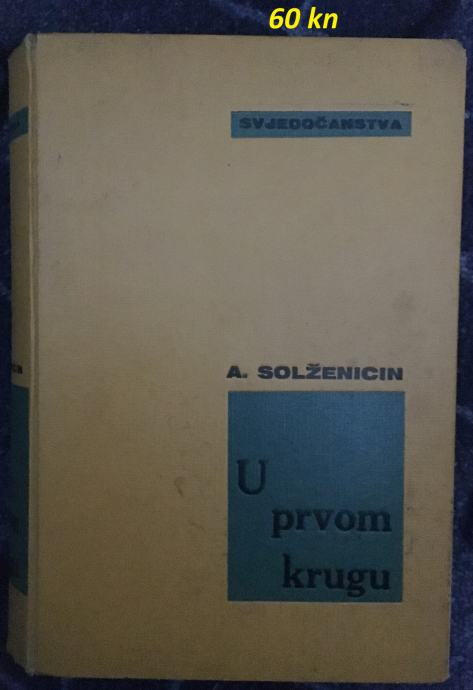 60 kn
SVJEDOČANSTVA
A. SOLŽENICIN
U
prvom
krugu